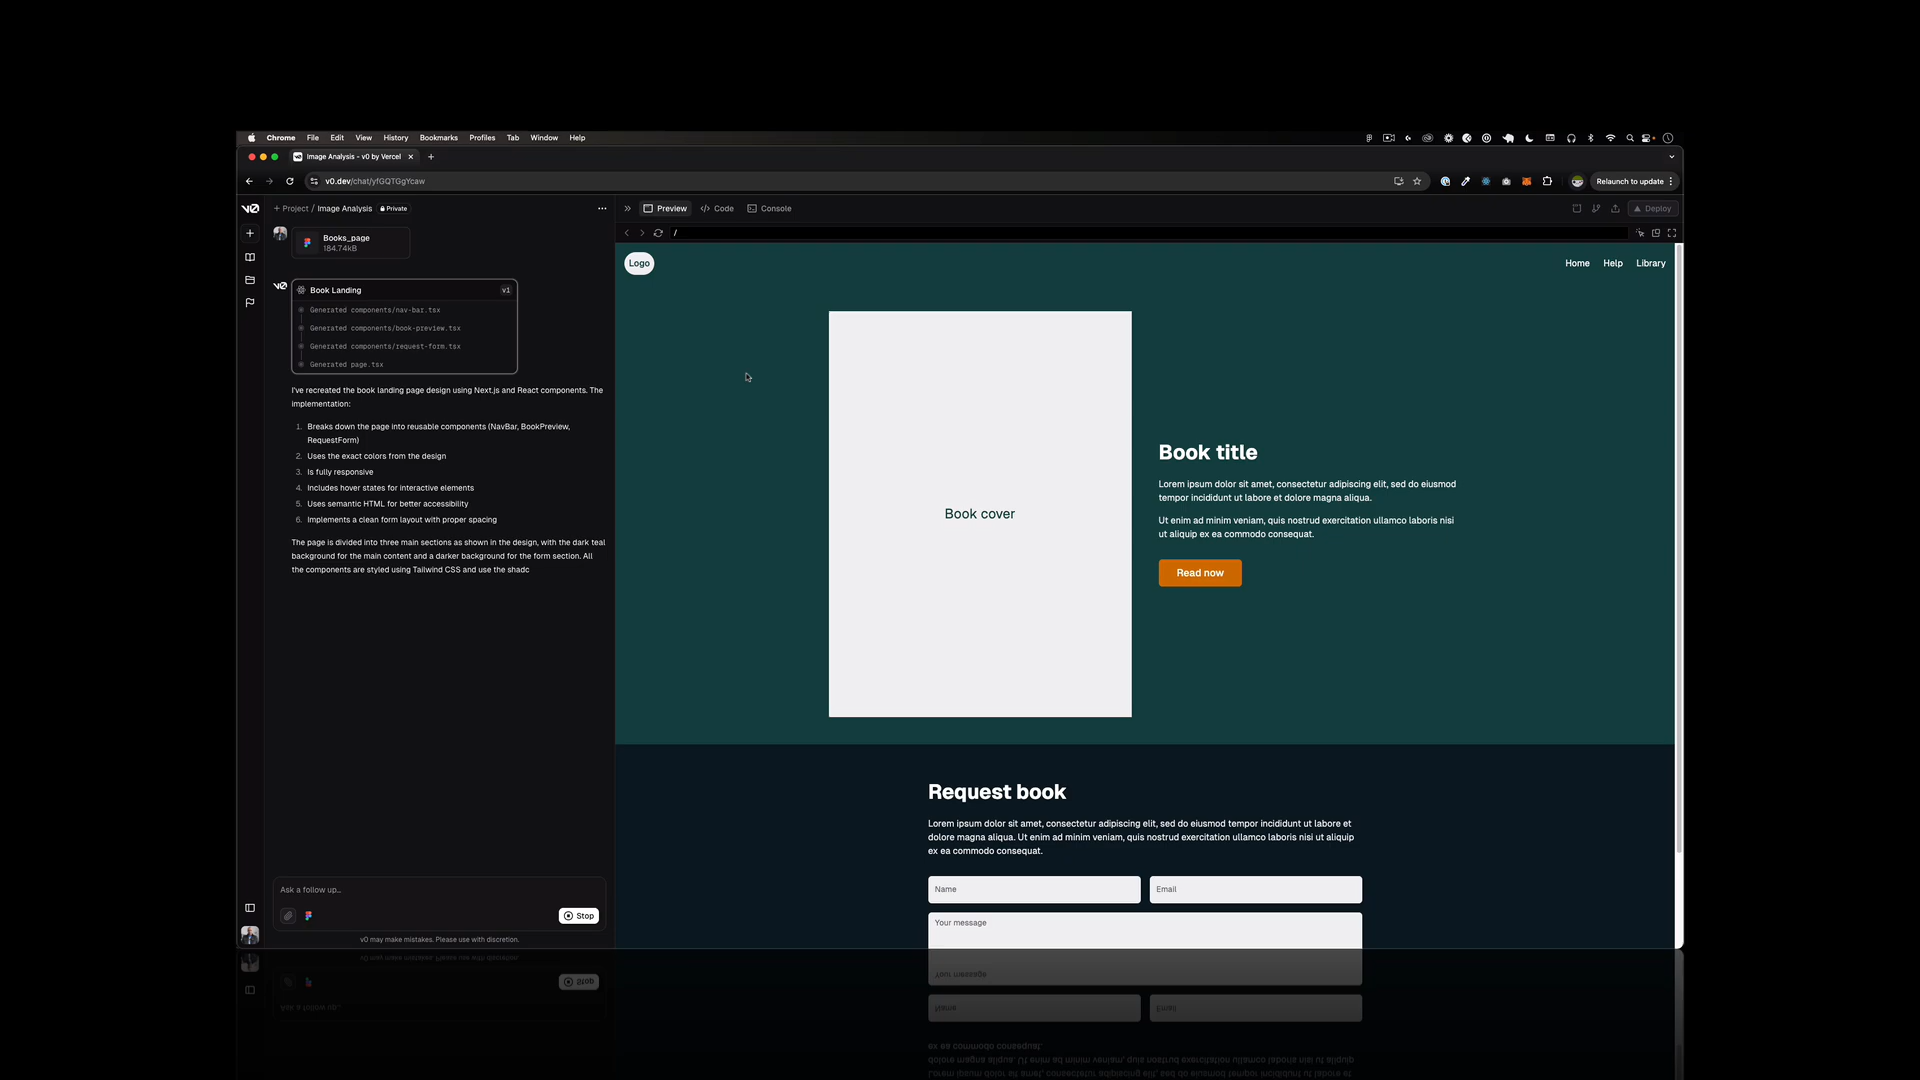 Chrome File Edit View History Bookmarks Profiles Tab Window Help
Image Analysis - v0 by Vercel
v0.dev/chat/yfGQTGgYcaw
Relaunch to update
v0
Project / Image Analysis Private
Preview Code Console
Deploy
/
Books_page
184.74kB
v0
Book Landing v1
Generated components/nav-bar.tsx
Generated components/book-preview.tsx
Generated components/request-form.tsx
Generated page.tsx
I've recreated the book landing page design using Next.js and React components. The
implementation:
1. Breaks down the page into reusable components (NavBar, BookPreview,
RequestForm)
2. Uses the exact colors from the design
3. Is fully responsive
4. Includes hover states for interactive elements
5. Uses semantic HTML for better accessibility
6. Implements a clean form layout with proper spacing
The page is divided into three main sections as shown in the design, with the dark teal
background for the main content and a darker background for the form section. All
the components are styled using Tailwind CSS and use the shadc
Ask a follow up...
Stop
v0 may make mistakes. Please use with discretion.
Logo
Home Help Library
Book cover
Book title
Lorem ipsum dolor sit amet, consectetur adipiscing elit, sed do eiusmod
tempor incididunt ut labore et dolore magna aliqua.
Ut enim ad minim veniam, quis nostrud exercitation ullamco laboris nisi
ut aliquip ex ea commodo consequat.
Read now
Request book
Lorem ipsum dolor sit amet, consectetur adipiscing elit, sed do eiusmod tempor incididunt ut labore et
dolore magna aliqua. Ut enim ad minim veniam, quis nostrud exercitation ullamco laboris nisi ut aliquip
ex ea commodo consequat.
Name
Email
Your message